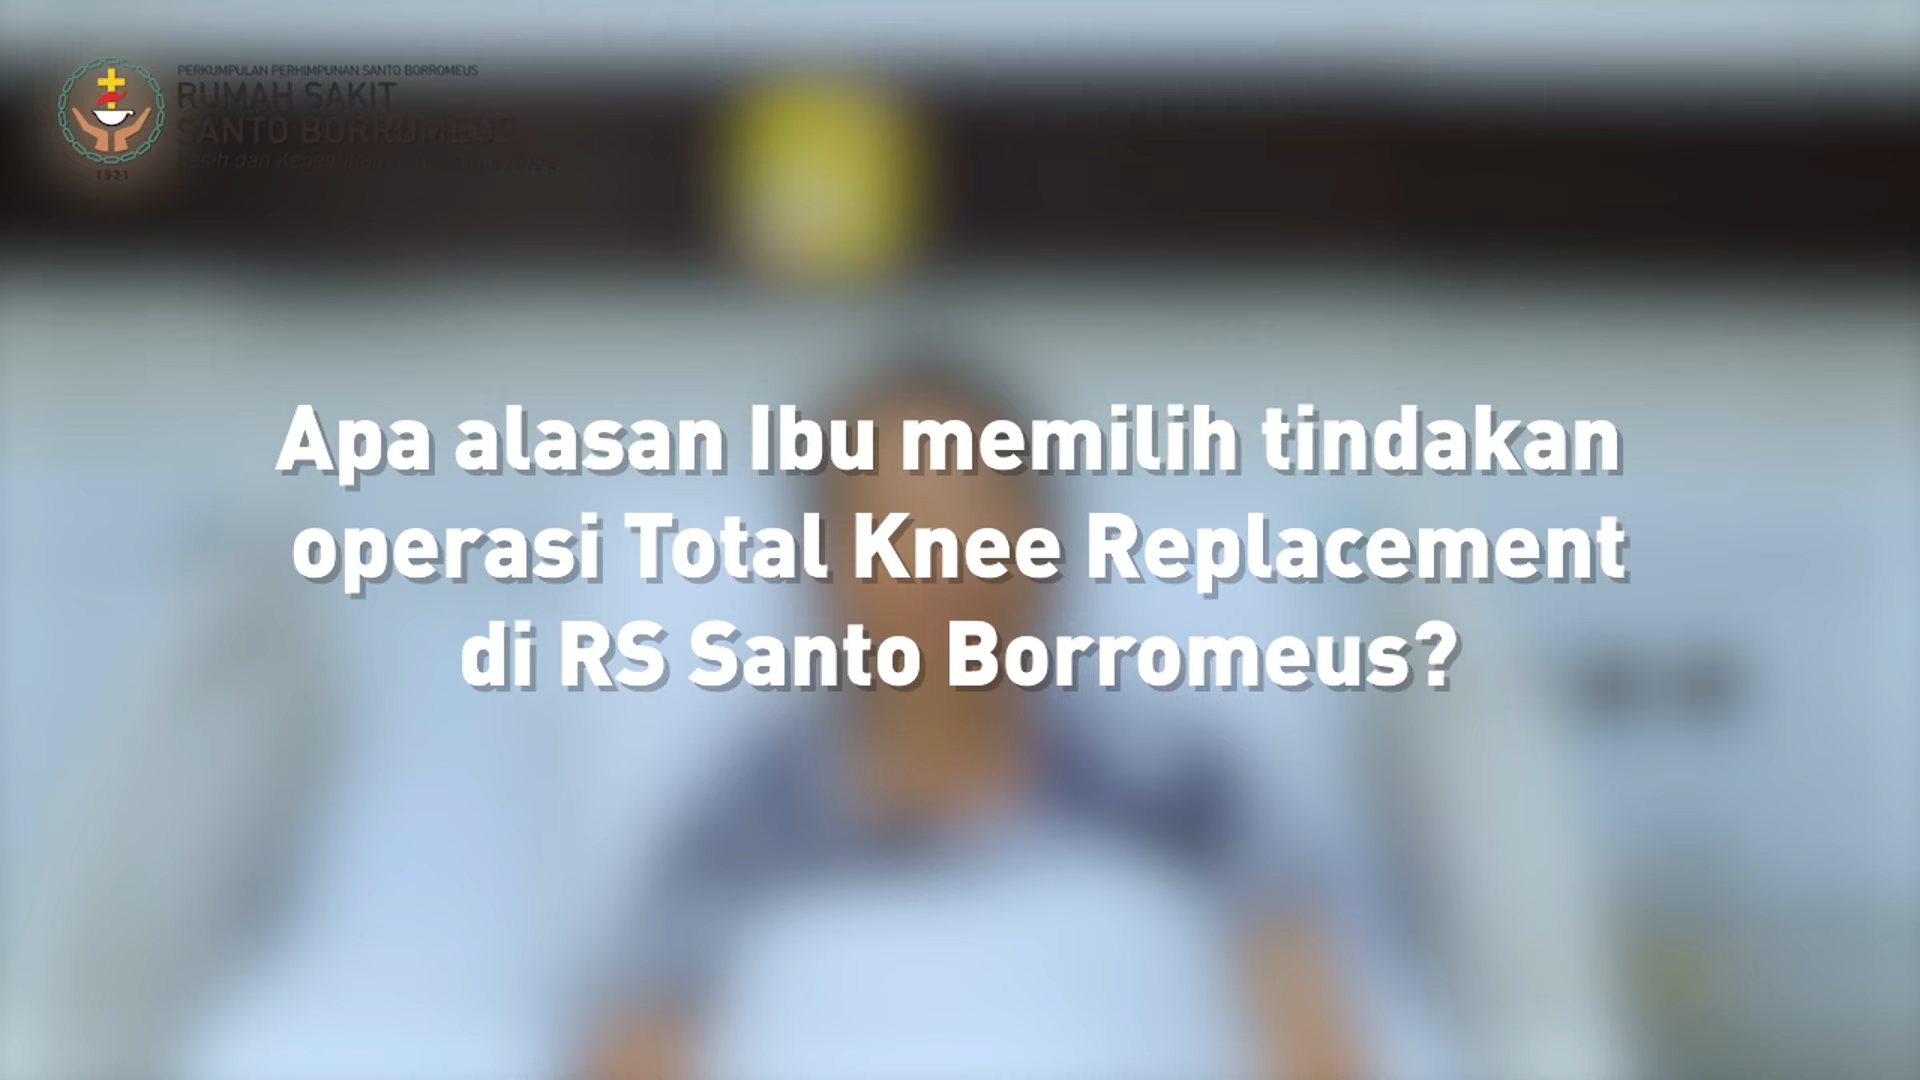 PERKUMPULAN PERHIMPUNAN SANTO BORROMEUS
RUMAH SAKIT
SANTO BORROMEUS
dan
1921
Apa alasan Ibu memilih tindakan
operasi Total Knee Replacement
di RS Santo Borromeus?